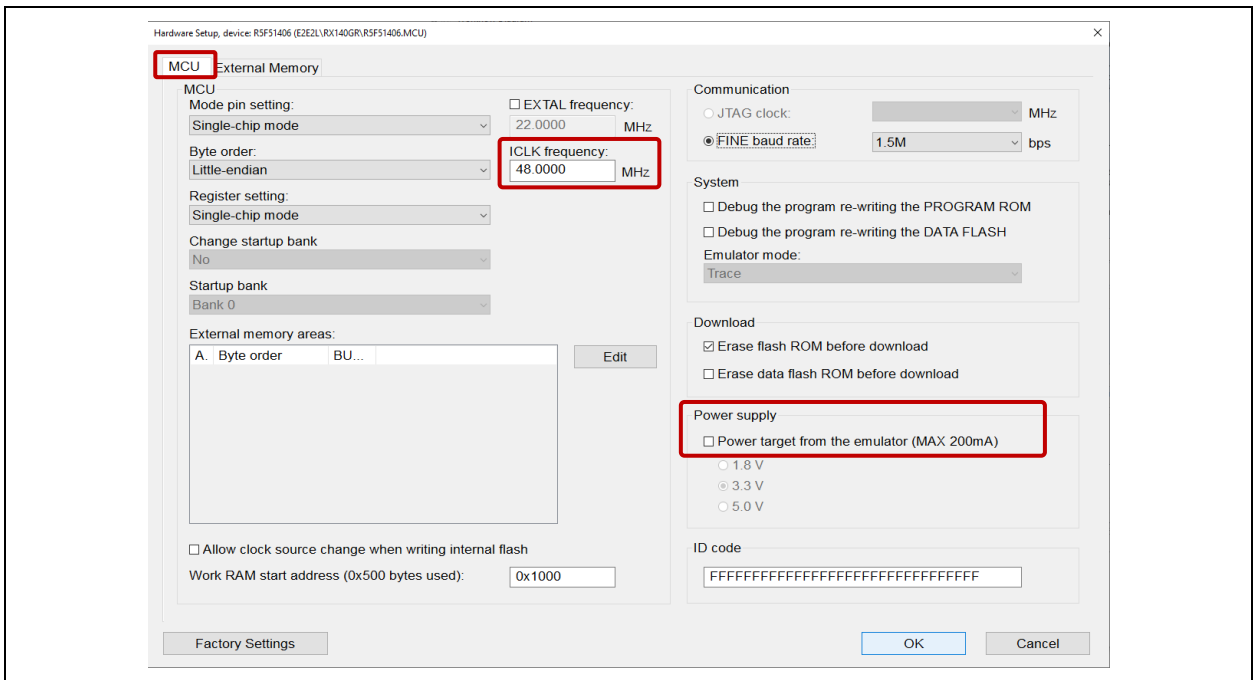 Hardware Setup, device: R5F51406 (E2E2L\RX140GR\R5F51406.MCU)
MCU
External Memory
MCU
Mode pin setting:
Single-chip mode
EXTAL frequency:
22.0000 MHz
Byte order:
Little-endian
ICLK frequency:
48.0000 MHz
Register setting:
Single-chip mode
Change startup bank
No
Startup bank
Bank 0
External memory areas:
A. Byte order BU...
Edit
Allow clock source change when writing internal flash
Work RAM start address (0x500 bytes used): 0x1000
Communication
JTAG clock: MHz
FINE baud rate: 1.5M bps
System
Debug the program re-writing the PROGRAM ROM
Debug the program re-writing the DATA FLASH
Emulator mode:
Trace
Download
Erase flash ROM before download
Erase data flash ROM before download
Power supply
Power target from the emulator (MAX 200mA)
1.8 V
3.3 V
5.0 V
ID code
FFFFFFFFFFFFFFFFFFFFFFFFFFFFFFFF
Factory Settings
OK
Cancel